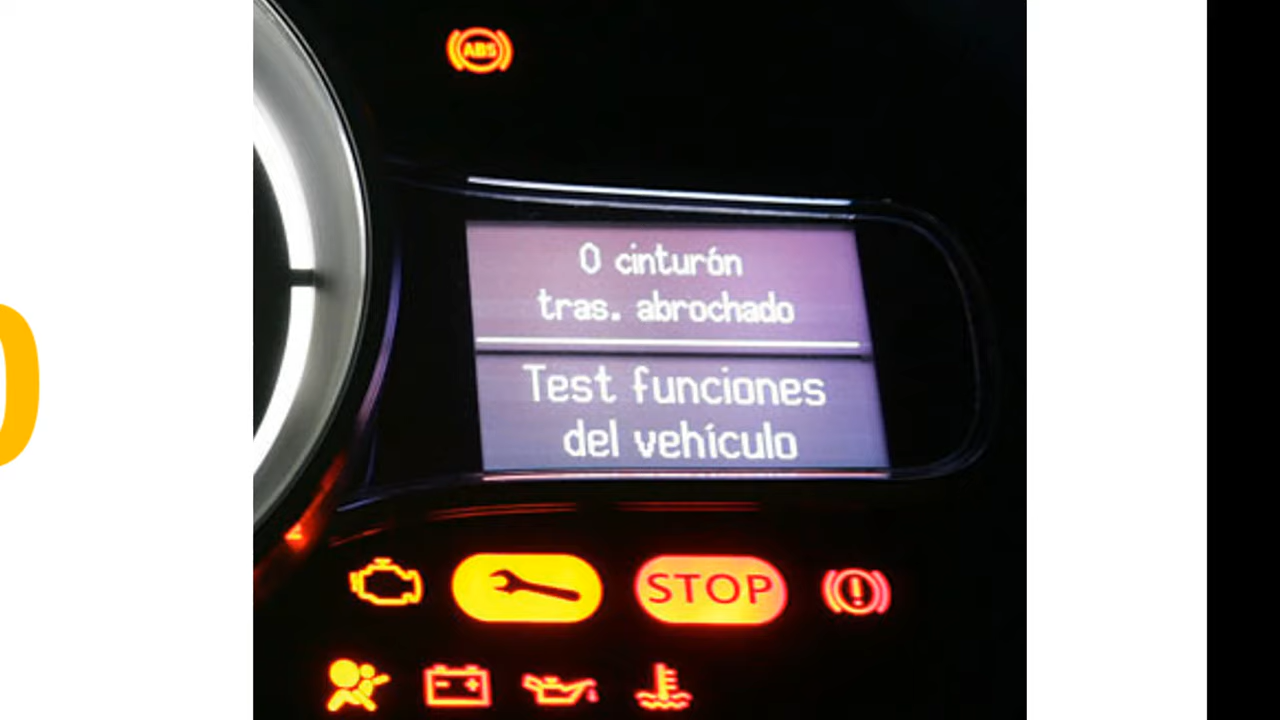 ABS
0 cinturón
tras. abrochado
Test funciones
del vehículo
STOP